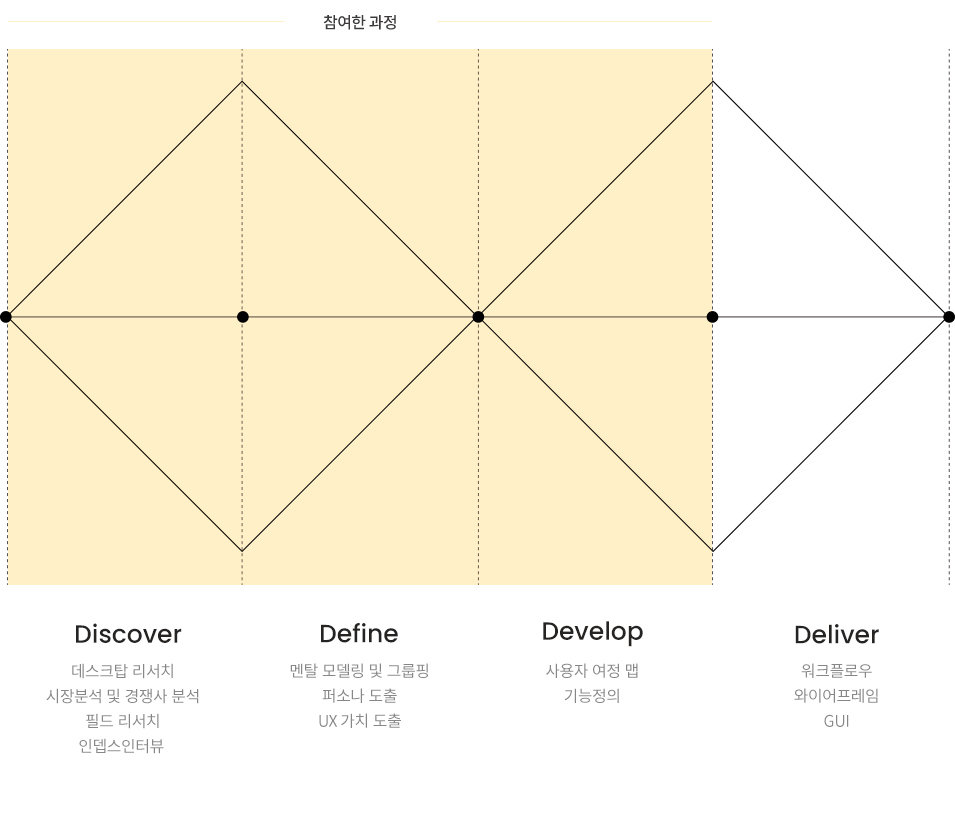 참여한 과정
Discover
데스크탑 리서치
시장분석 및 경쟁사 분석
필드 리서치
인뎁스인터뷰
Define
멘탈 모델링 및 그룹핑
퍼소나 도출
UX 가치 도출
Develop
사용자 여정 맵
기능정의
Deliver
워크플로우
와이어프레임
GUI